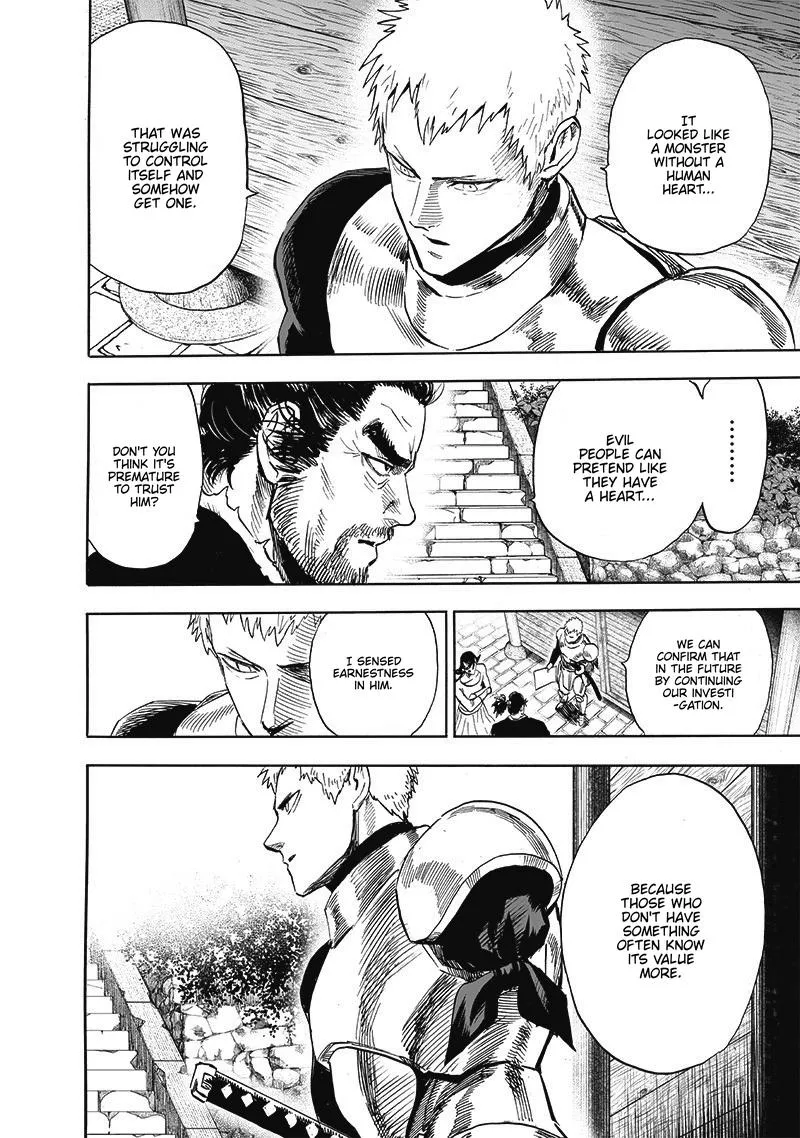 IT
LOOKED LIKE
A MONSTER
WITHOUT A
HUMAN
HEART...
THAT WAS
STRUGGLING
TO CONTROL
ITSELF AND
SOMEHOW
GET ONE.
.........
EVIL
PEOPLE CAN
PRETEND LIKE
THEY HAVE
A HEART...
DON'T YOU
THINK IT'S
PREMATURE
TO TRUST
HIM?
WE CAN
CONFIRM THAT
IN THE FUTURE
BY CONTINUING
OUR INVESTI
-GATION.
I SENSED
EARNESTNESS
IN HIM.
BECAUSE
THOSE WHO
DON'T HAVE
SOMETHING
OFTEN KNOW
ITS VALUE
MORE.